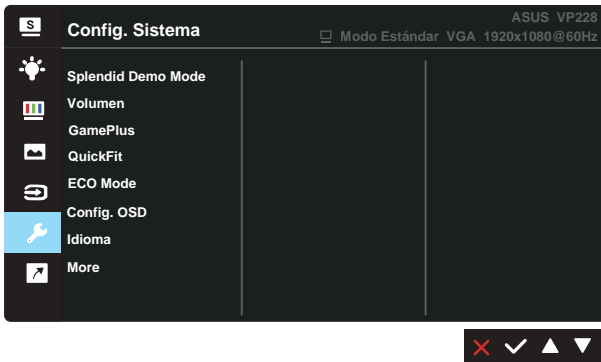 S
Config. Sistema
ASUS VP228
Modo Estándar VGA 1920x1080@60Hz
Splendid Demo Mode
Volumen
GamePlus
QuickFit
ECO Mode
Config. OSD
Idioma
More